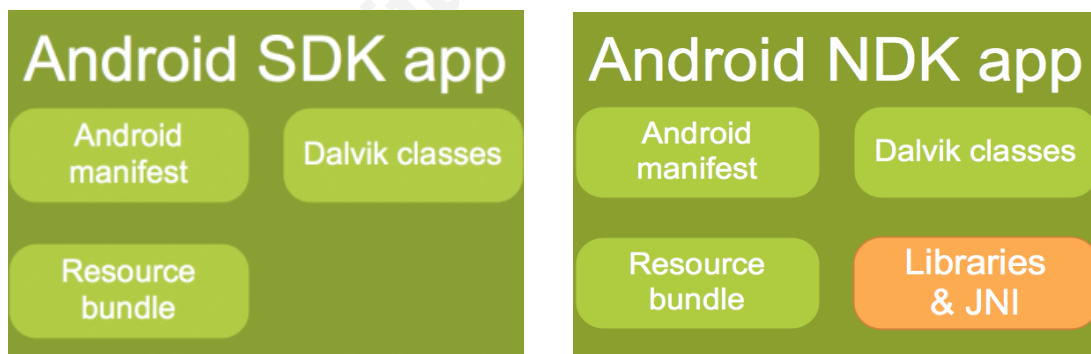 Android SDK app
Android
manifest
Dalvik classes
Resource
bundle
Android NDK app
Android
manifest
Dalvik classes
Resource
bundle
Libraries
& JNI